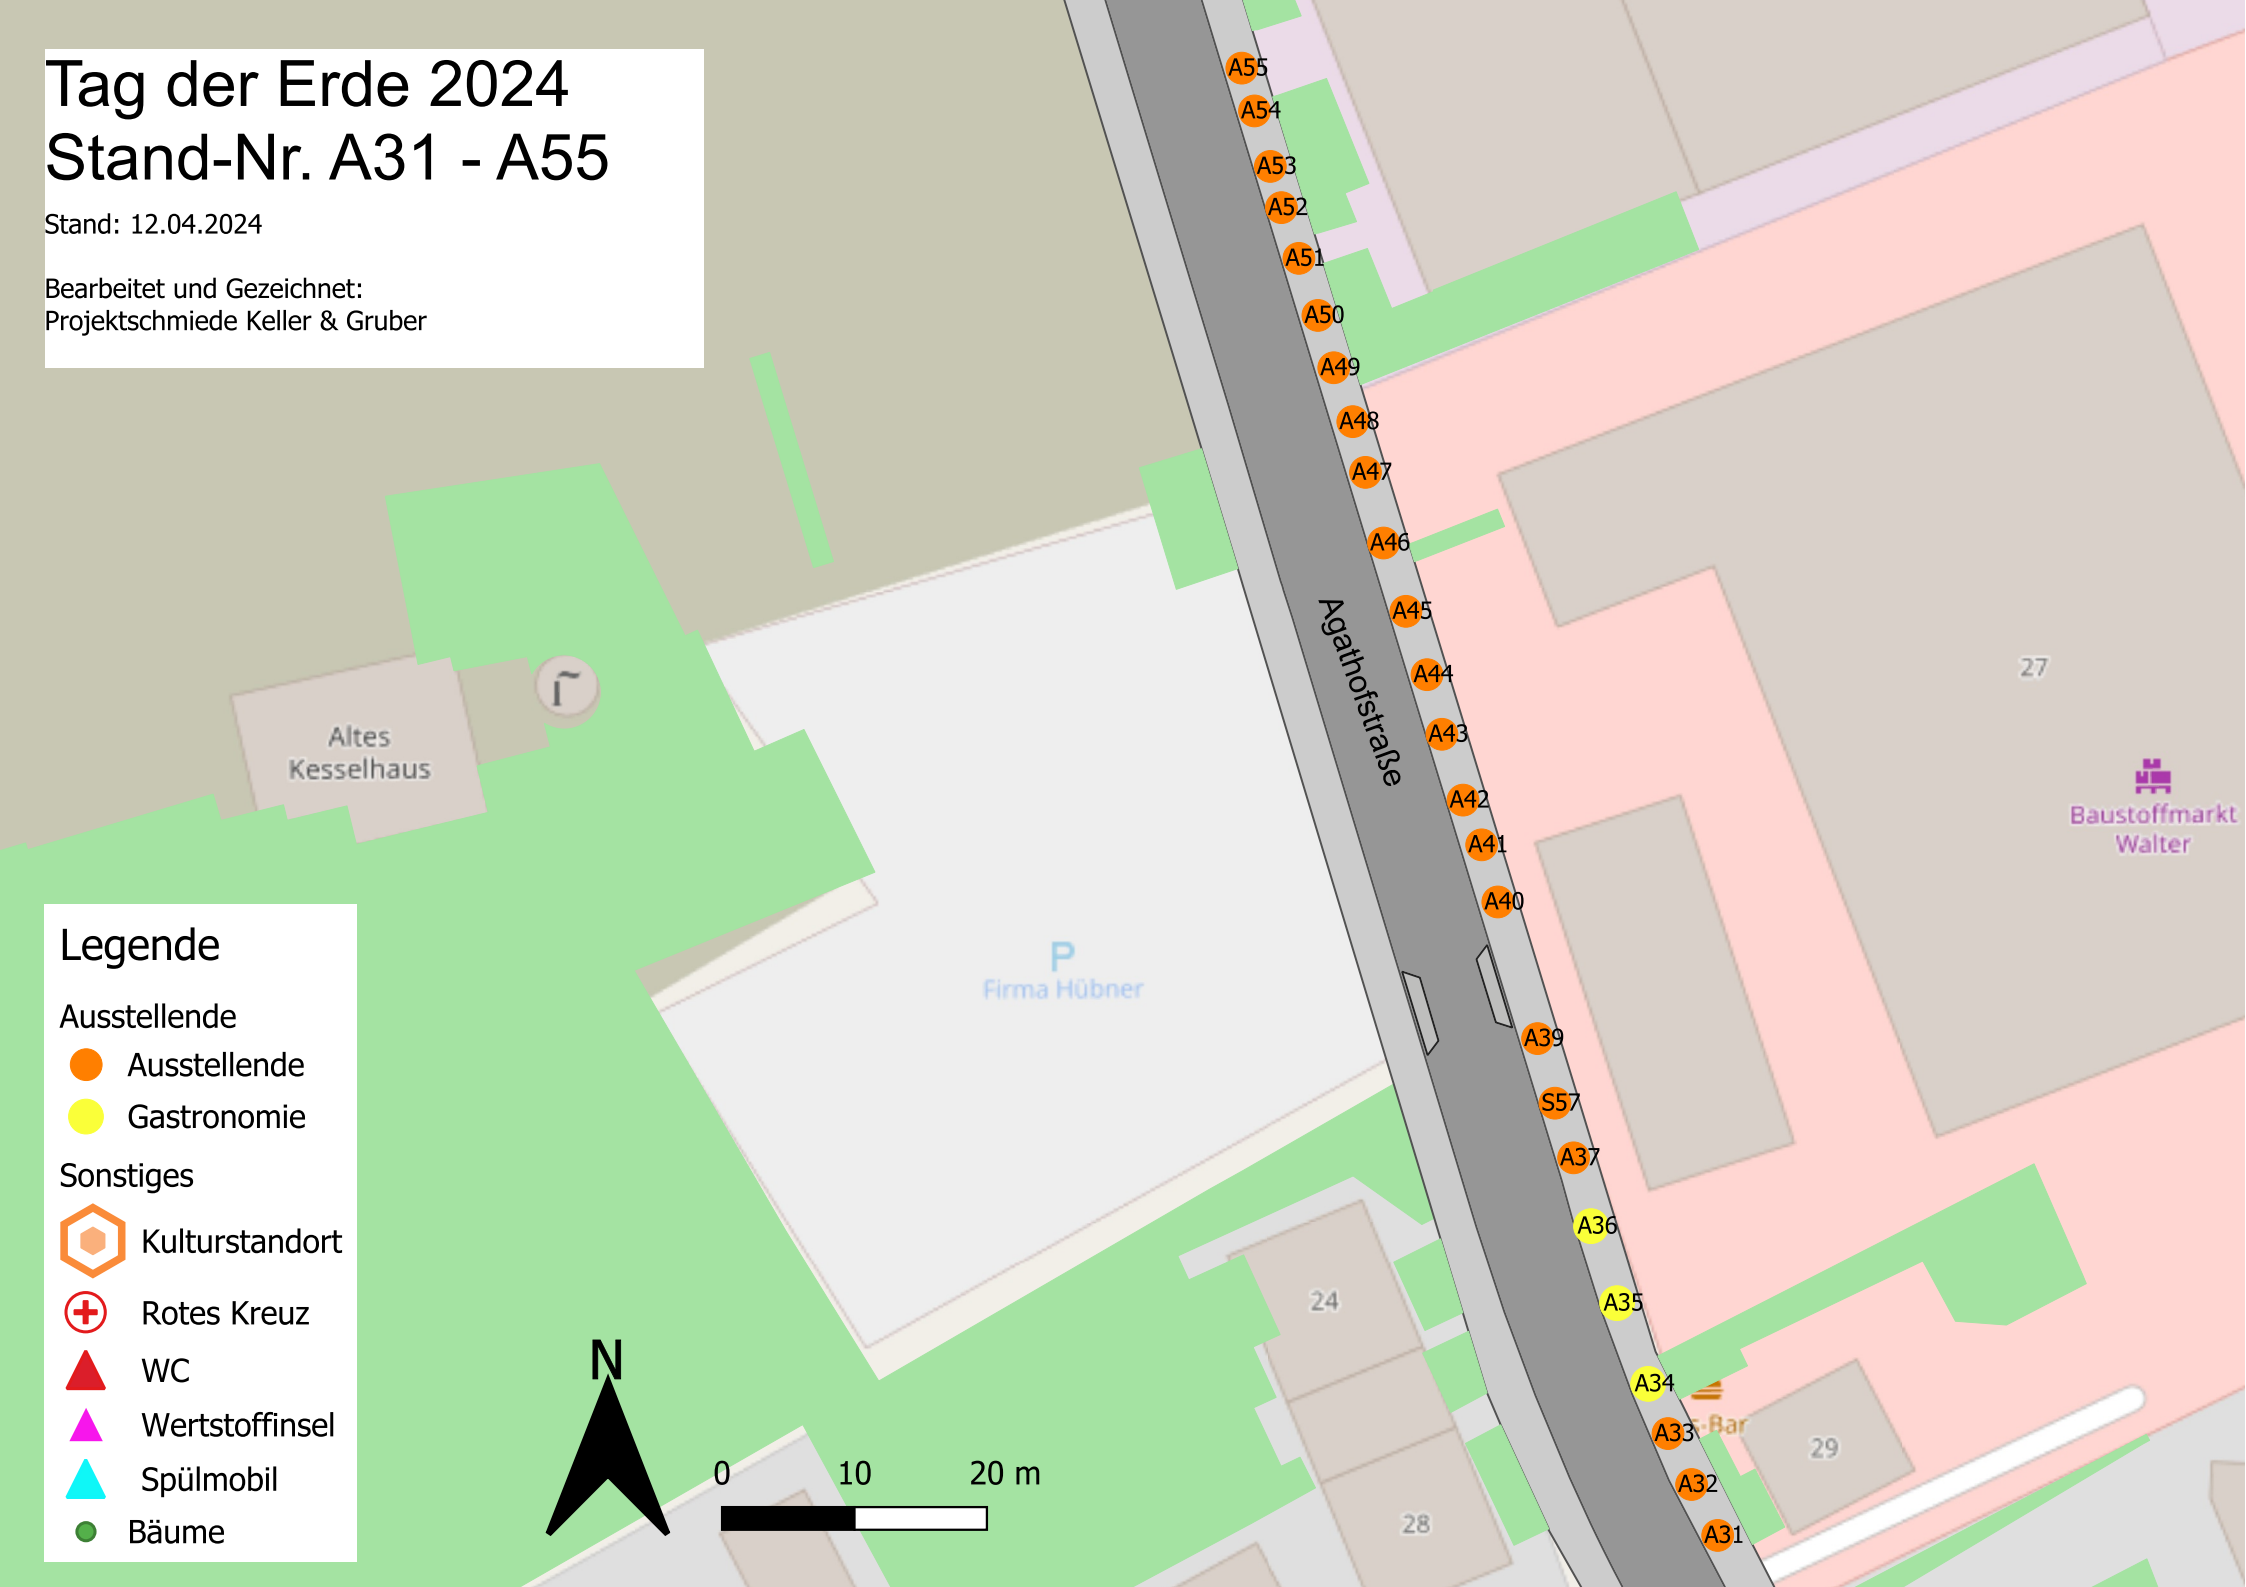 Tag der Erde 2024
Stand-Nr. A31 - A55
Stand: 12.04.2024
Bearbeitet und Gezeichnet:
Projektschmiede Keller & Gruber
A55
A54
A53
A52
A51
A50
A49
A48
A47
A46
A45
A44
A43
A42
A41
A40
A39
S57
A37
A36
A35
A34
A33
A32
A31
Agathofstraße
27
Baustoffmarkt
Walter
Altes
Kesselhaus
P
Firma Hübner
24
28
29
s-Bar
Legende
Ausstellende
Ausstellende
Gastronomie
Sonstiges
Kulturstandort
Rotes Kreuz
WC
Wertstoffinsel
Spülmobil
Bäume
N
0 10 20 m